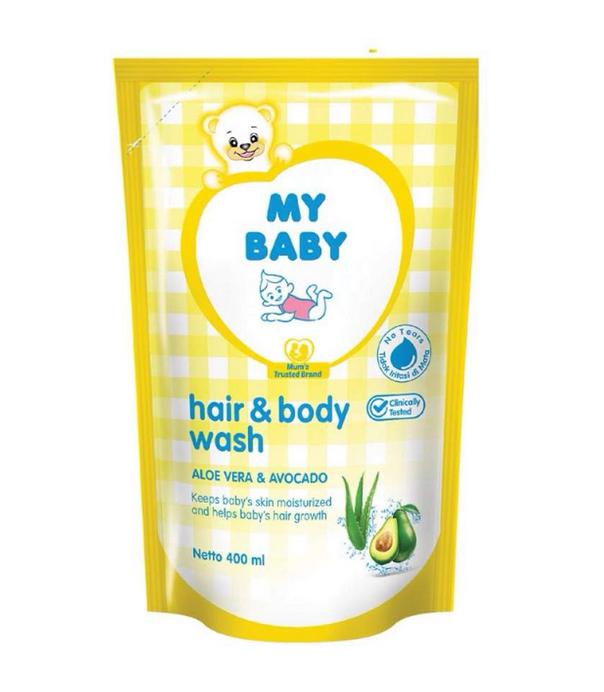 MY
BABY
Mum'z
Trusted Brand
No Tears
Tidak Iritasi di Mata
Clinically
Tested
hair & body
wash
ALOE VERA & AVOCADO
Keeps baby's skin moisturized
and helps baby's hair growth
Netto 400 ml